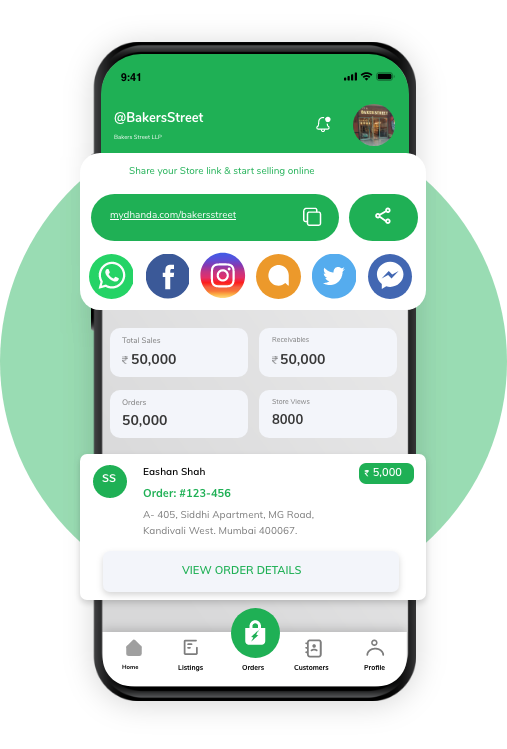 9:41
@BakersStreet
Bakers Street LLP
Share your Store link & start selling online
mydhanda.com/bakersstreet
Total Sales
₹ 50,000
Receivables
₹ 50,000
Orders
50,000
Store Views
8000
SS
Eashan Shah
₹ 5,000
Order: #123-456
A- 405, Siddhi Apartment, MG Road,
Kandivali West. Mumbai 400067.
VIEW ORDER DETAILS
Home
Listings
Orders
Customers
Profile